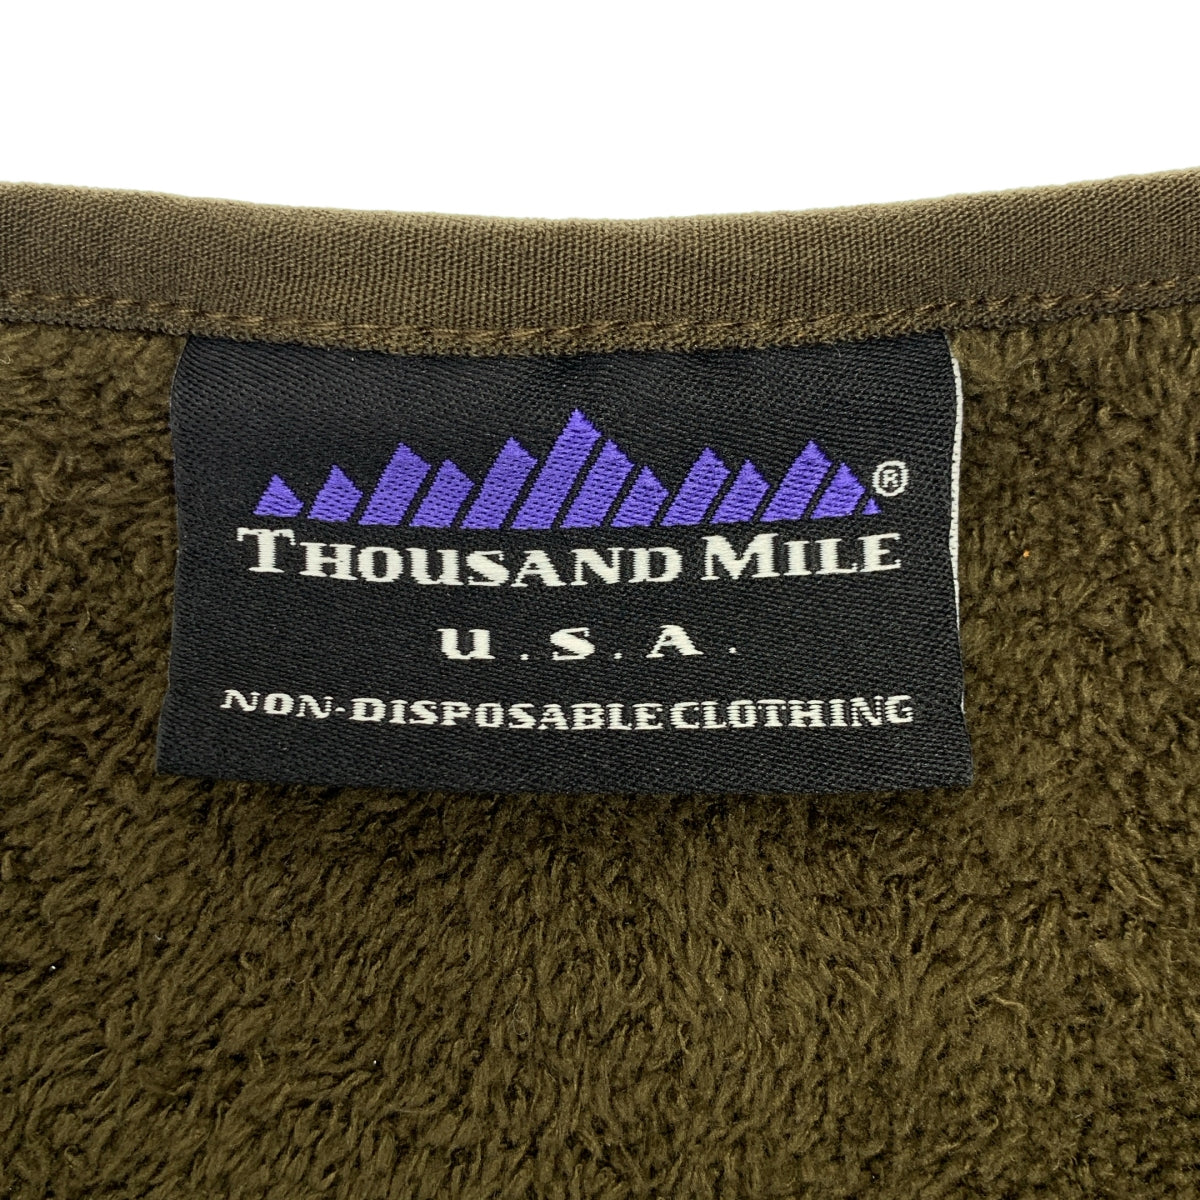 ®
THOUSAND MILE
U.S.A.
NON-DISPOSABLE CLOTHING